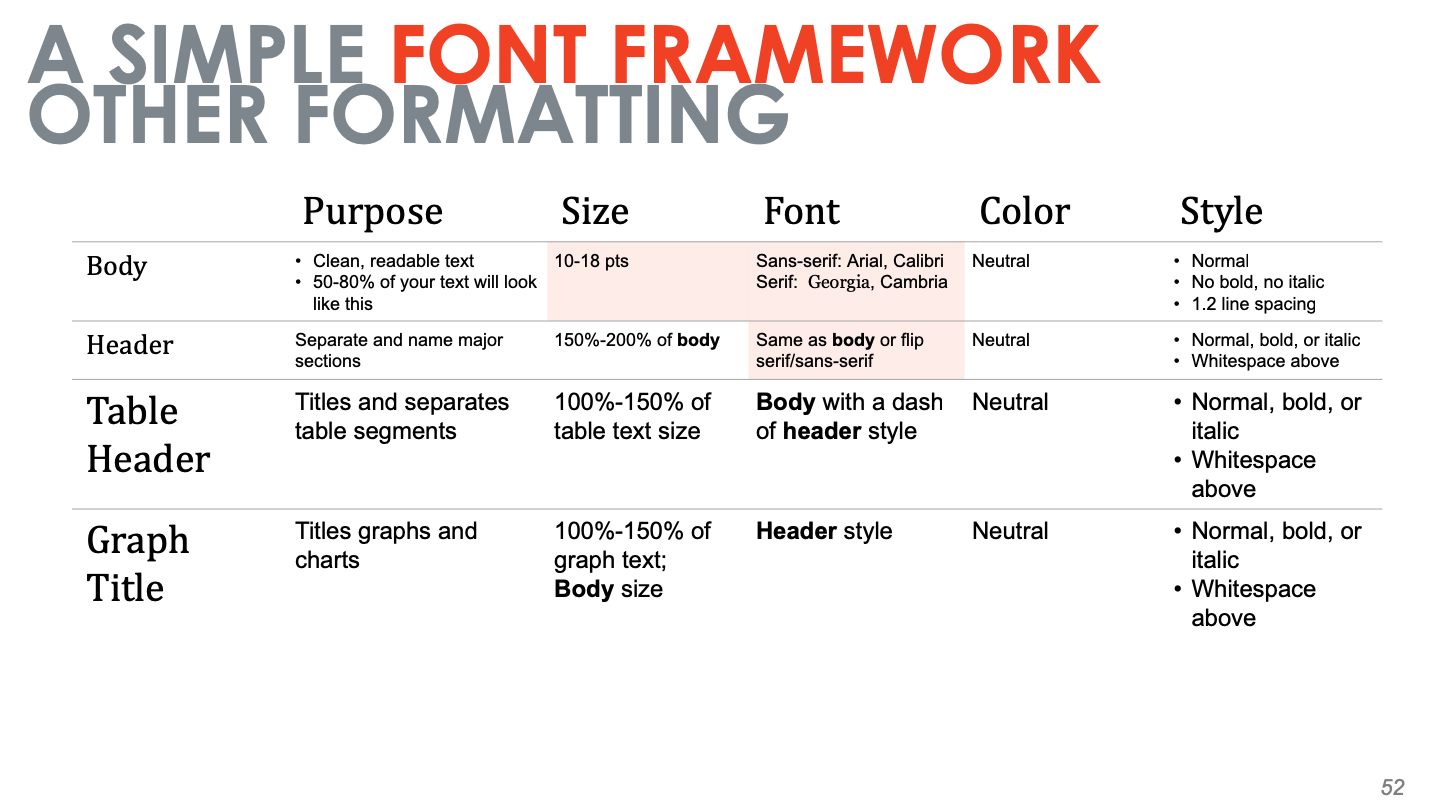 A SIMPLE FONT FRAMEWORK
OTHER FORMATTING
Purpose Size Font Color Style
Body
• Clean, readable text
• 50-80% of your text will look
like this
10-18 pts
Sans-serif: Arial, Calibri
Serif: Georgia, Cambria
Neutral
• Normal
• No bold, no italic
• 1.2 line spacing
Header
Separate and name major
sections
150%-200% of body
Same as body or flip
serif/sans-serif
Neutral
• Normal, bold, or italic
• Whitespace above
Table
Header
Titles and separates
table segments
100%-150% of
table text size
Body with a dash
of header style
Neutral
• Normal, bold, or
italic
• Whitespace
above
Graph
Title
Titles graphs and
charts
100%-150% of
graph text;
Body size
Header style
Neutral
• Normal, bold, or
italic
• Whitespace
above
52